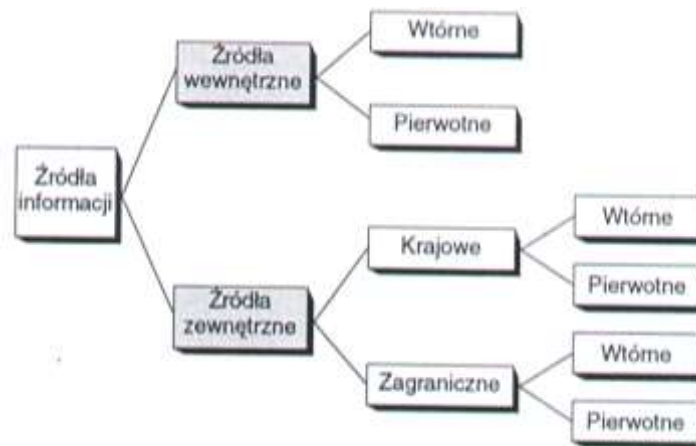 Źródła
informacji
Źródła
wewnętrzne
Wtórne
Pierwotne
Źródła
zewnętrzne
Krajowe
Wtórne
Pierwotne
Zagraniczne
Wtórne
Pierwotne